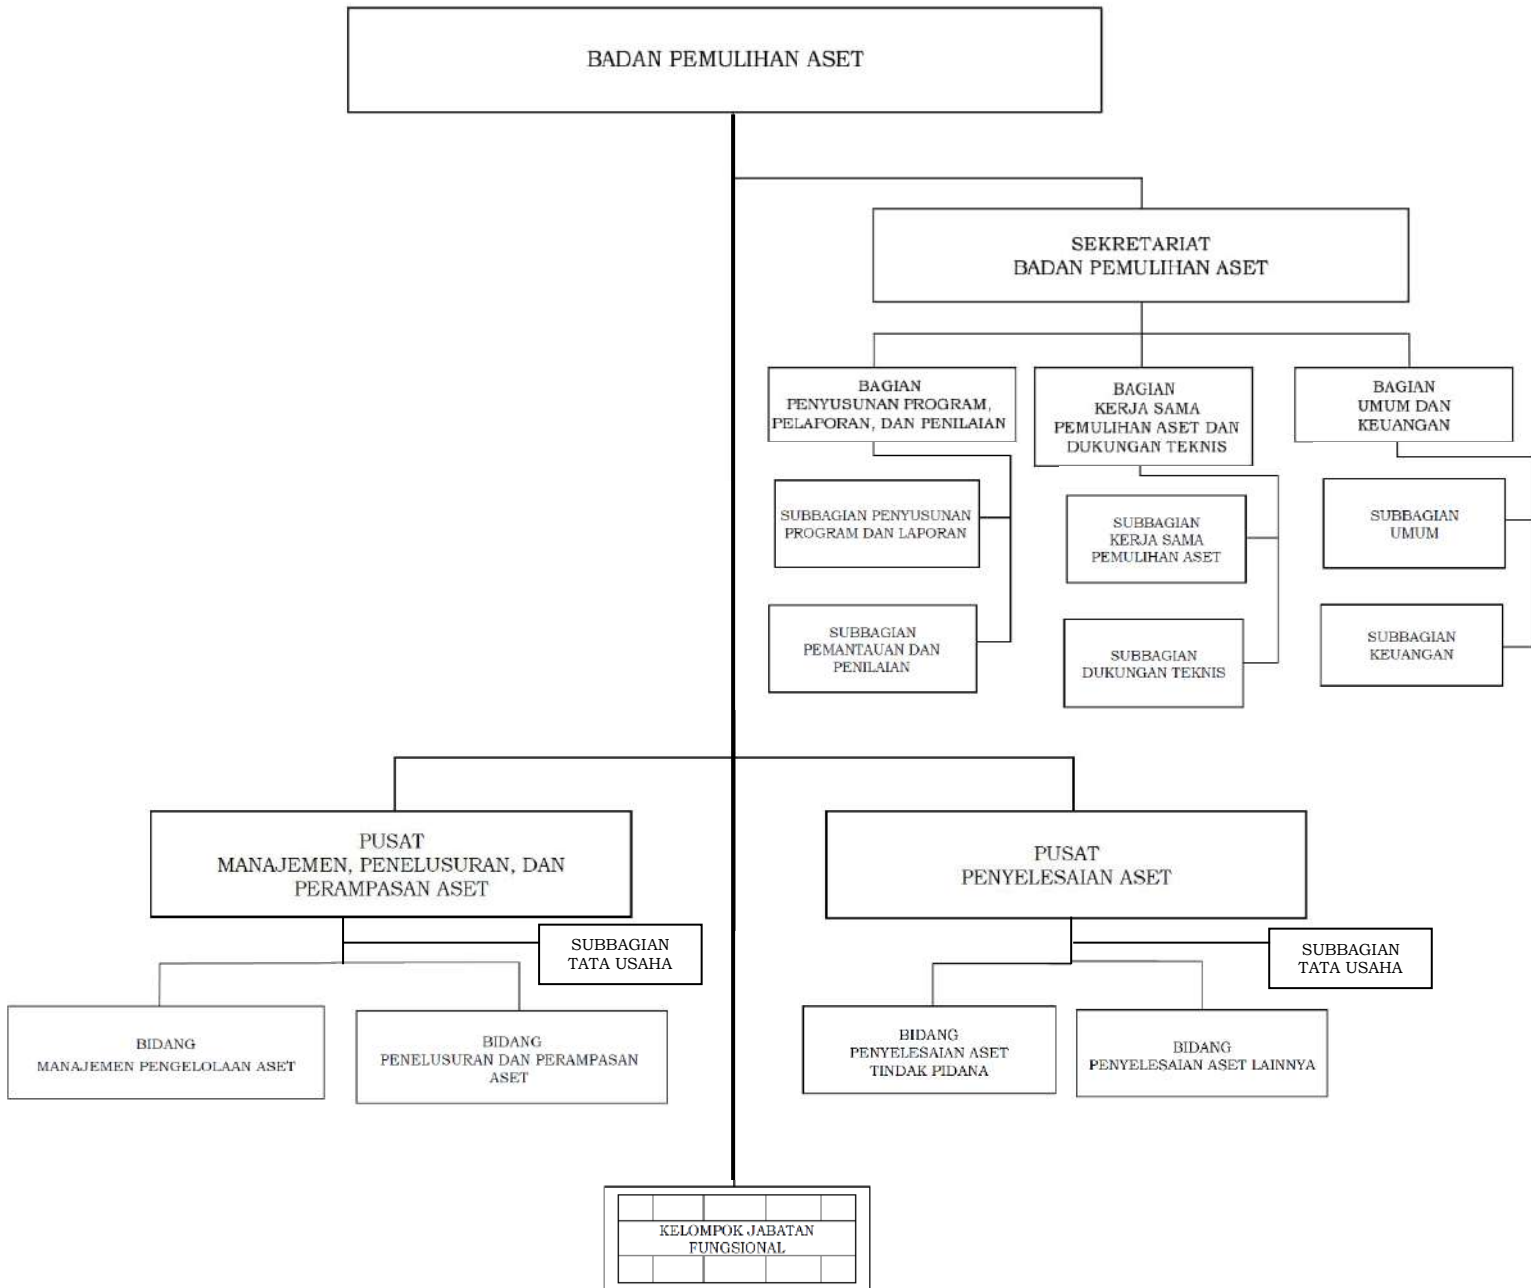 BADAN PEMULIHAN ASET
SEKRETARIAT
BADAN PEMULIHAN ASET
BAGIAN
PENYUSUNAN PROGRAM,
PELAPORAN, DAN PENILAIAN
BAGIAN
KERJA SAMA
PEMULIHAN ASET DAN
DUKUNGAN TEKNIS
BAGIAN
UMUM DAN
KEUANGAN
SUBBAGIAN PENYUSUNAN
PROGRAM DAN LAPORAN
SUBBAGIAN
KERJA SAMA
PEMULIHAN ASET
SUBBAGIAN
UMUM
SUBBAGIAN
PEMANTAUAN DAN
PENILAIAN
SUBBAGIAN
DUKUNGAN TEKNIS
SUBBAGIAN
KEUANGAN
PUSAT
MANAJEMEN, PENELUSURAN, DAN
PERAMPASAN ASET
PUSAT
PENYELESAIAN ASET
SUBBAGIAN
TATA USAHA
SUBBAGIAN
TATA USAHA
BIDANG
MANAJEMEN PENGELOLAAN ASET
BIDANG
PENELUSURAN DAN PERAMPASAN
ASET
BIDANG
PENYELESAIAN ASET
TINDAK PIDANA
BIDANG
PENYELESAIAN ASET LAINNYA
KELOMPOK JABATAN
FUNGSIONAL